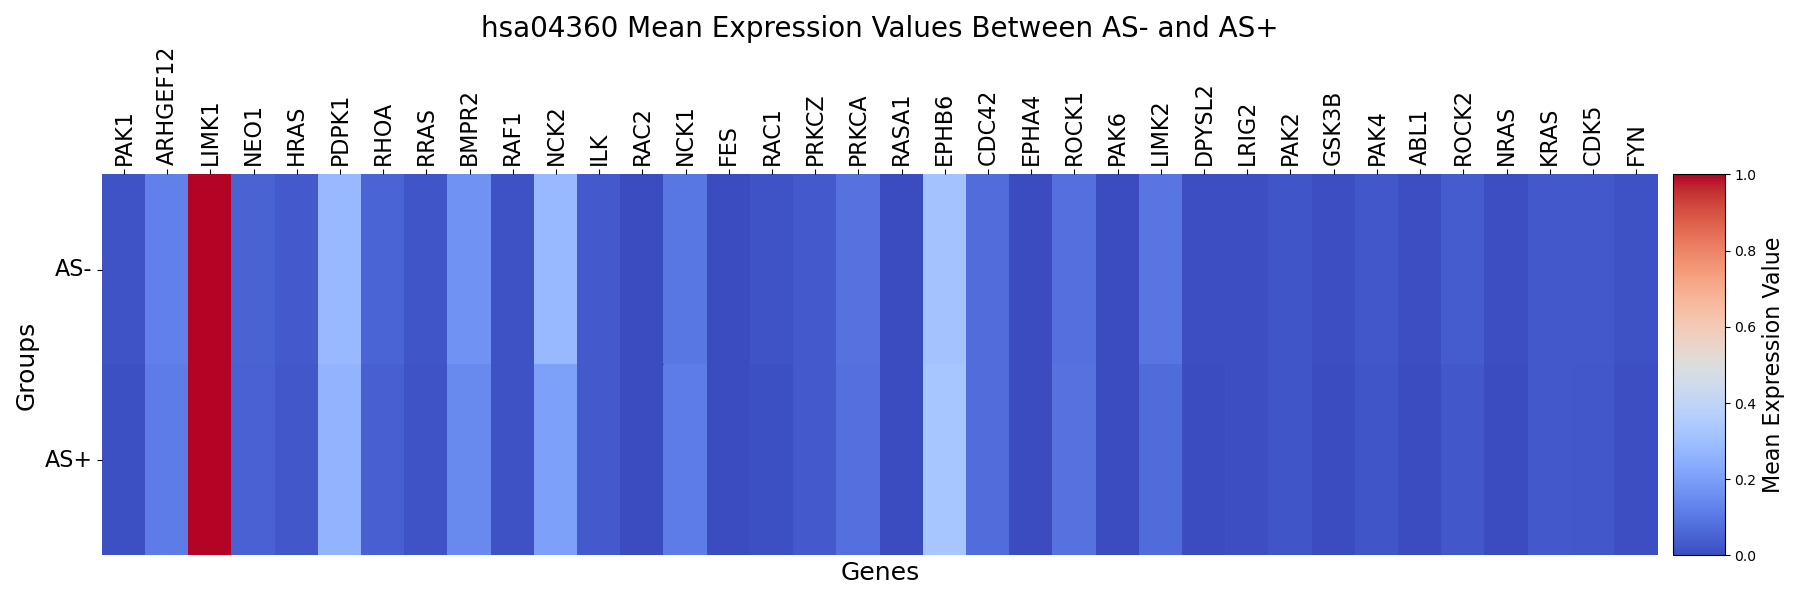 hsa04360 Mean Expression Values Between AS- and AS+
PAK1
ARHGEF12
LIMK1
NEO1
HRAS
PDPK1
RHOA
RRAS
BMPR2
RAF1
NCK2
ILK
RAC2
NCK1
FES
RAC1
PRKCZ
PRKCA
RASA1
EPHB6
CDC42
EPHA4
ROCK1
PAK6
LIMK2
DPYSL2
LRIG2
PAK2
GSK3B
PAK4
ABL1
ROCK2
NRAS
KRAS
CDK5
FYN
Groups
AS-
AS+
Genes
1.0
0.8
0.6
0.4
0.2
0.0
Mean Expression Value